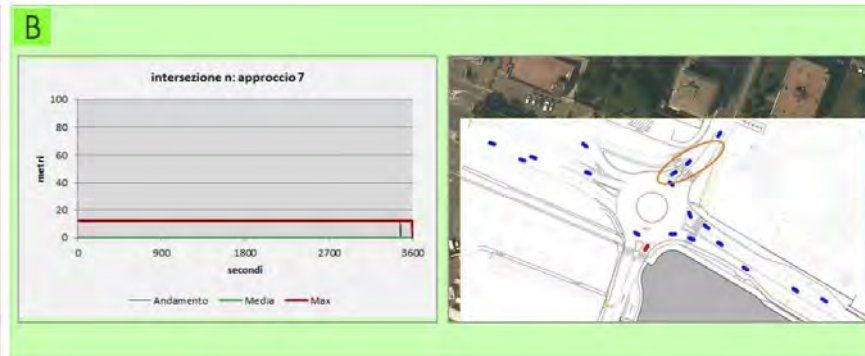 B
intersezione n: approccio 7
100
80
60
40
20
0
metri
0 900 1800 2700 3600
secondi
Andamento Media Max